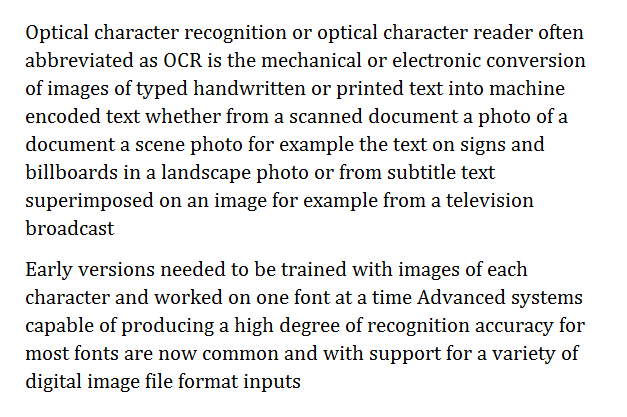 Optical character recognition or optical character reader often
abbreviated as OCR is the mechanical or electronic conversion
of images of typed handwritten or printed text into machine
encoded text whether from a scanned document a photo of a
document a scene photo for example the text on signs and
billboards in a landscape photo or from subtitle text
superimposed on an image for example from a television
broadcast
Early versions needed to be trained with images of each
character and worked on one font at a time Advanced systems
capable of producing a high degree of recognition accuracy for
most fonts are now common and with support for a variety of
digital image file format inputs